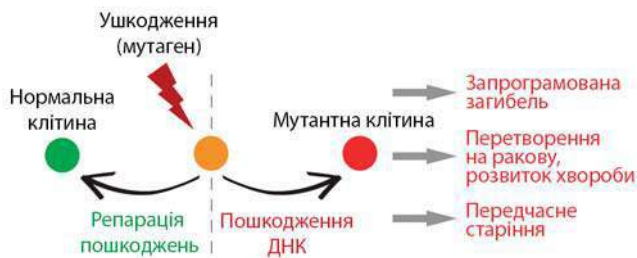 Ушкодження
(мутаген)
Нормальна
клітина
Мутантна клітина
Репарація
пошкоджень
Пошкодження
ДНК
Запрограмована
загибель
Перетворення
на ракову,
розвиток хвороби
Передчасне
старіння